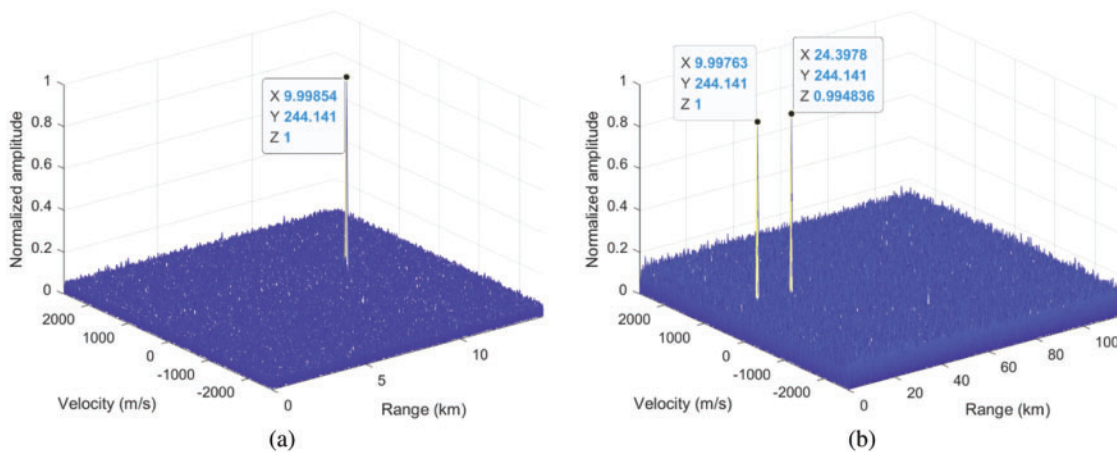 1
0.8
0.6
0.4
0.2
0
Normalized amplitude
X 9.99854
Y 244.141
Z 1
2000
1000
0
-1000
-2000
Velocity (m/s)
0
5
10
Range (km)
(a)
1
0.8
0.6
0.4
0.2
0
Normalized amplitude
X 9.99763
Y 244.141
Z 1
X 24.3978
Y 244.141
Z 0.994836
2000
1000
0
-1000
-2000
Velocity (m/s)
0
20
40
60
80
100
Range (km)
(b)